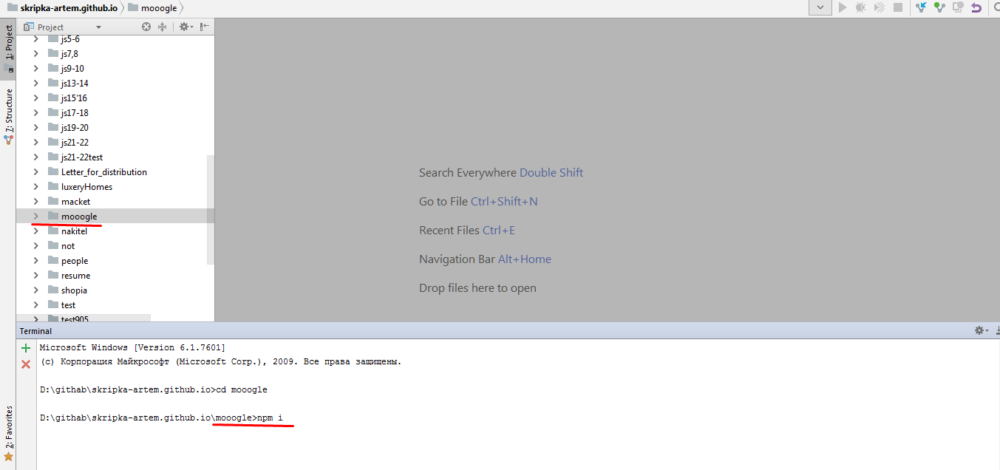 skripka-artem.github.io mooogle
1: Project
Project
js5-6
js7,8
js9-10
js13-14
js15'16
js17-18
js19-20
js21-22
js21-22test
Letter_for_distribution
luxeryHomes
macket
mooogle
nakitel
not
people
resume
shopia
test
test905
7: Structure
Search Everywhere Double Shift
Go to File Ctrl+Shift+N
Recent Files Ctrl+E
Navigation Bar Alt+Home
Drop files here to open
2: Favorites
Terminal
Microsoft Windows [Version 6.1.7601]
(c) Корпорация Майкрософт (Microsoft Corp.), 2009. Все права защищены.
D:\githab\skripka-artem.github.io>cd mooogle
D:\githab\skripka-artem.github.io\mooogle>npm i